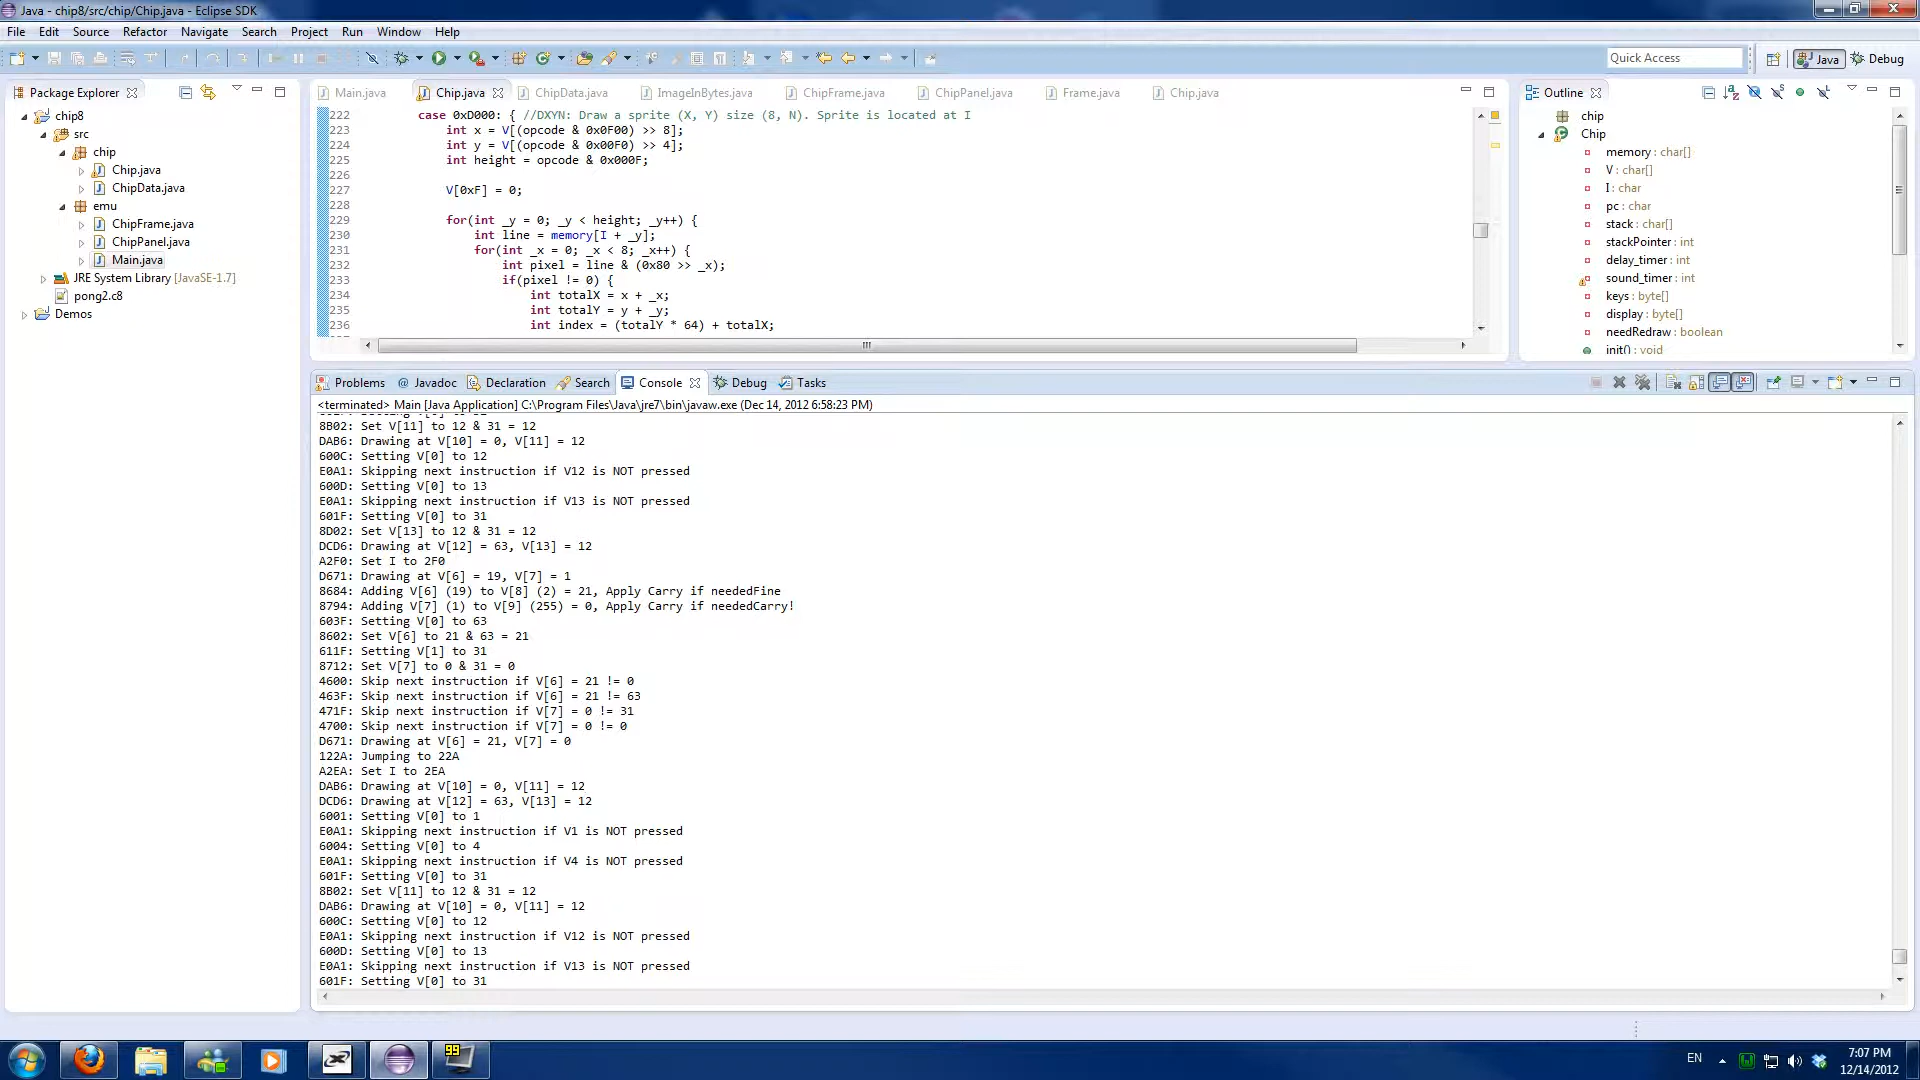 Java - chip8/src/chip/Chip.java - Eclipse SDK
File Edit Source Refactor Navigate Search Project Run Window Help
Quick Access
Java
Debug
Package Explorer
chip8
src
chip
Chip.java
ChipData.java
emu
ChipFrame.java
ChipPanel.java
Main.java
JRE System Library [JavaSE-1.7]
pong2.c8
Demos
Main.java Chip.java ChipData.java ImageInBytes.java ChipFrame.java ChipPanel.java Frame.java Chip.java
222 case 0xD000: { //DXYN: Draw a sprite (X, Y) size (8, N). Sprite is located at I
223 int x = V[(opcode & 0x0F00) >> 8];
224 int y = V[(opcode & 0x00F0) >> 4];
225 int height = opcode & 0x000F;
226
227 V[0xF] = 0;
228
229 for(int _y = 0; _y < height; _y++) {
230 int line = memory[I + _y];
231 for(int _x = 0; _x < 8; _x++) {
232 int pixel = line & (0x80 >> _x);
233 if(pixel != 0) {
234 int totalX = x + _x;
235 int totalY = y + _y;
236 int index = (totalY * 64) + totalX;
Outline
chip
Chip
memory : char[]
V : char[]
I : char
pc : char
stack : char[]
stackPointer : int
delay_timer : int
sound_timer : int
keys : byte[]
display : byte[]
needRedraw : boolean
init() : void
Problems @ Javadoc Declaration Search Console Debug Tasks
<terminated> Main [Java Application] C:\Program Files\Java\jre7\bin\javaw.exe (Dec 14, 2012 6:58:23 PM)
8B02: Set V[11] to 12 & 31 = 12
DAB6: Drawing at V[10] = 0, V[11] = 12
600C: Setting V[0] to 12
E0A1: Skipping next instruction if V12 is NOT pressed
600D: Setting V[0] to 13
E0A1: Skipping next instruction if V13 is NOT pressed
601F: Setting V[0] to 31
8D02: Set V[13] to 12 & 31 = 12
DCD6: Drawing at V[12] = 63, V[13] = 12
A2F0: Set I to 2F0
D671: Drawing at V[6] = 19, V[7] = 1
8684: Adding V[6] (19) to V[8] (2) = 21, Apply Carry if neededFine
8794: Adding V[7] (1) to V[9] (255) = 0, Apply Carry if neededCarry!
603F: Setting V[0] to 63
8602: Set V[6] to 21 & 63 = 21
611F: Setting V[1] to 31
8712: Set V[7] to 0 & 31 = 0
4600: Skip next instruction if V[6] = 21 != 0
463F: Skip next instruction if V[6] = 21 != 63
471F: Skip next instruction if V[7] = 0 != 31
4700: Skip next instruction if V[7] = 0 != 0
D671: Drawing at V[6] = 21, V[7] = 0
122A: Jumping to 22A
A2EA: Set I to 2EA
DAB6: Drawing at V[10] = 0, V[11] = 12
DCD6: Drawing at V[12] = 63, V[13] = 12
6001: Setting V[0] to 1
E0A1: Skipping next instruction if V1 is NOT pressed
6004: Setting V[0] to 4
E0A1: Skipping next instruction if V4 is NOT pressed
601F: Setting V[0] to 31
8B02: Set V[11] to 12 & 31 = 12
DAB6: Drawing at V[10] = 0, V[11] = 12
600C: Setting V[0] to 12
E0A1: Skipping next instruction if V12 is NOT pressed
600D: Setting V[0] to 13
E0A1: Skipping next instruction if V13 is NOT pressed
601F: Setting V[0] to 31
99
EN
7:07 PM
12/14/2012